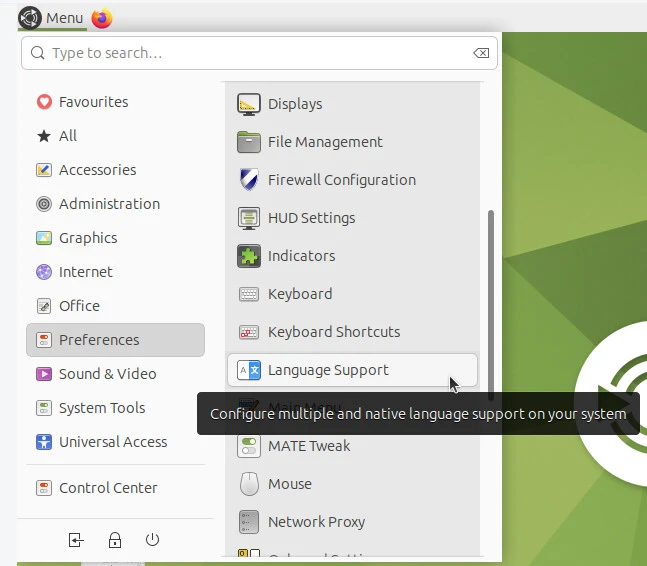 Menu
Type to search...
Favourites
All
Accessories
Administration
Graphics
Internet
Office
Preferences
Sound & Video
System Tools
Universal Access
Control Center
Displays
File Management
Firewall Configuration
HUD Settings
Indicators
Keyboard
Keyboard Shortcuts
Language Support
Configure multiple and native language support on your system
MATE Tweak
Mouse
Network Proxy